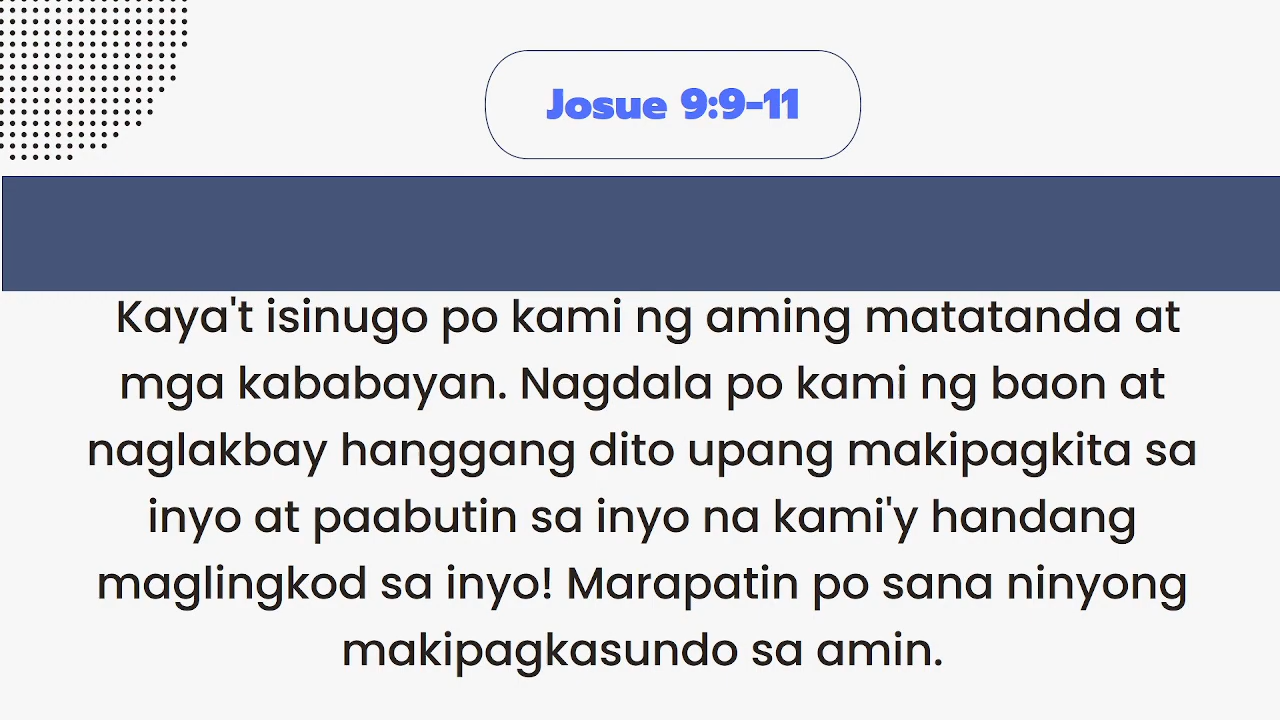 Josue 9:9-11
Kaya't isinugo po kami ng aming matatanda at
mga kababayan. Nagdala po kami ng baon at
naglakbay hanggang dito upang makipagkita sa
inyo at paabutin sa inyo na kami'y handang
maglingkod sa inyo! Marapatin po sana ninyong
makipagkasundo sa amin.